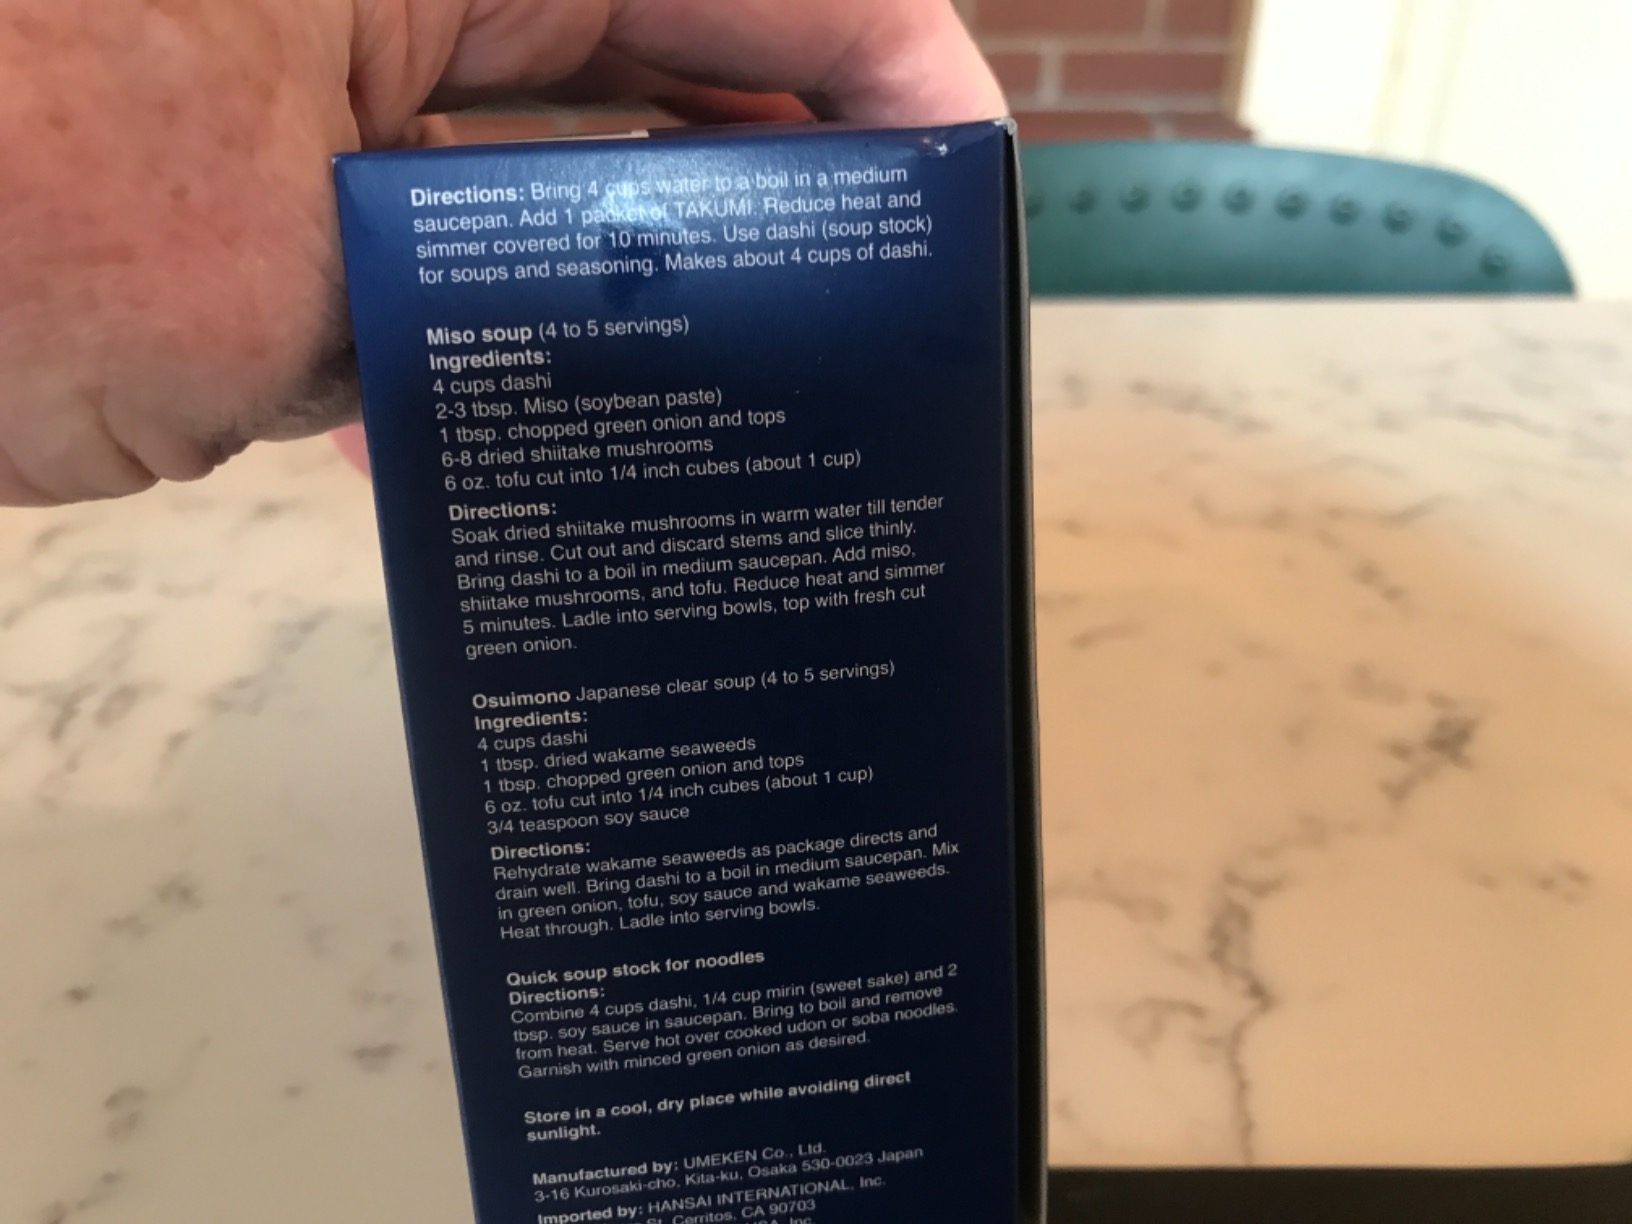 Directions: Bring 4 cups water to a boil in a medium
saucepan. Add 1 packet of TAKUMI. Reduce heat and
simmer covered for 10 minutes. Use dashi (soup stock)
for soups and seasoning. Makes about 4 cups of dashi.
Miso soup (4 to 5 servings)
Ingredients:
4 cups dashi
2-3 tbsp. Miso (soybean paste)
1 tbsp. chopped green onion and tops
6-8 dried shiitake mushrooms
6 oz. tofu cut into 1/4 inch cubes (about 1 cup)
Directions:
Soak dried shiitake mushrooms in warm water till tender
and rinse. Cut out and discard stems and slice thinly.
Bring dashi to a boil in medium saucepan. Add miso,
shiitake mushrooms, and tofu. Reduce heat and simmer
5 minutes. Ladle into serving bowls, top with fresh cut
green onion.
Osuimono Japanese clear soup (4 to 5 servings)
Ingredients:
4 cups dashi
1 tbsp. dried wakame seaweeds
1 tbsp. chopped green onion and tops
6 oz. tofu cut into 1/4 inch cubes (about 1 cup)
3/4 teaspoon soy sauce
Directions:
Rehydrate wakame seaweeds as package directs and
drain well. Bring dashi to a boil in medium saucepan. Mix
in green onion, tofu, soy sauce and wakame seaweeds.
Heat through. Ladle into serving bowls.
Quick soup stock for noodles
Directions:
Combine 4 cups dashi, 1/4 cup mirin (sweet sake) and 2
tbsp. soy sauce in saucepan. Bring to boil and remove
from heat. Serve hot over cooked udon or soba noodles.
Garnish with minced green onion as desired.
Store in a cool, dry place while avoiding direct
sunlight.
Manufactured by: UMEKEN Co., Ltd.
3-16 Kurosaki-cho, Kita-ku, Osaka 530-0023 Japan
Imported by: HANSAI INTERNATIONAL, Inc.
St. Cerritos, CA 90703
Inc.